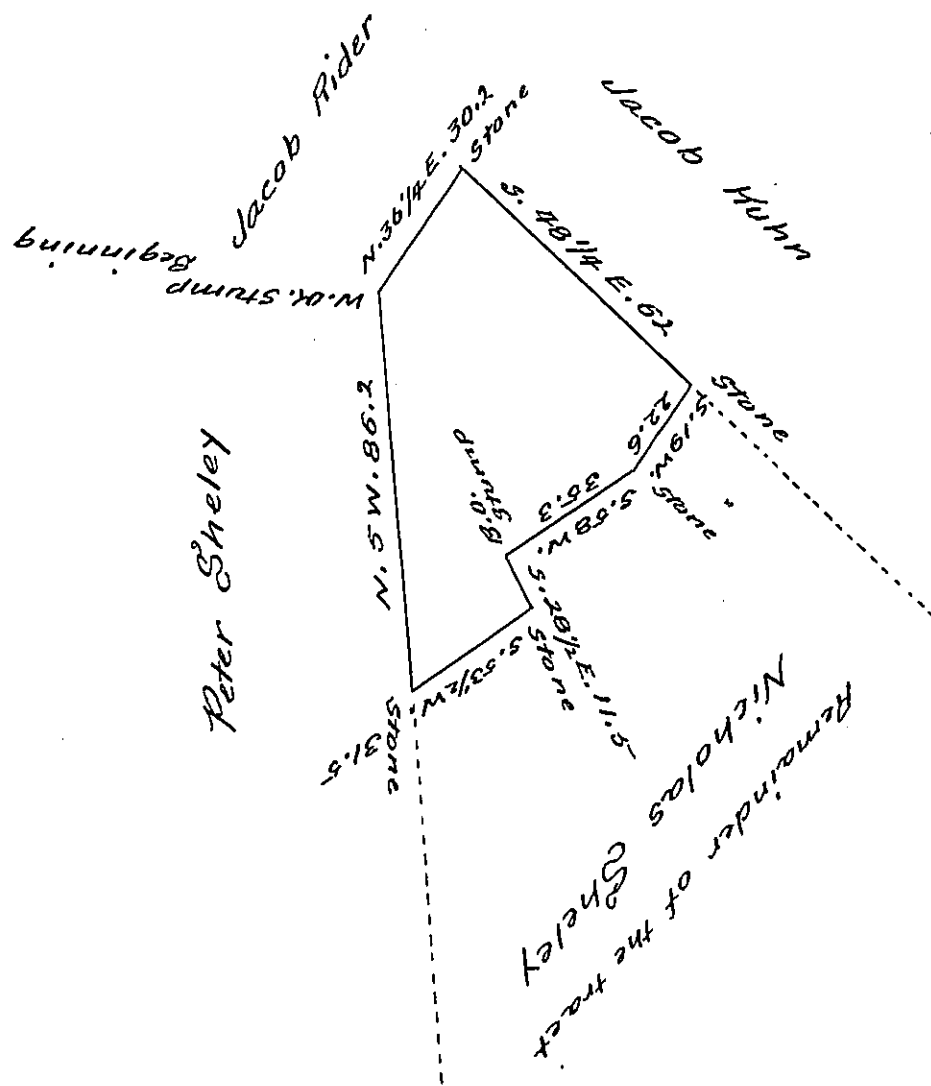 Jacob Rider
Beginning
W.O. Stump
N. 39 1/4 E. 30.2
Stone
Jacob Huhn
S. 48 1/4 E. 62
Stone
S. 19 W.
22.6
Stone
"
S. 58 W.
35.3
B.O.
Stump
S. 28 1/2 E. 11.5
Stone
S. 53 1/2 W.
31.5
Stone
N. 5 W. 86.2
Peter Sheley
Nicholas Sheley
Remainder of the tract